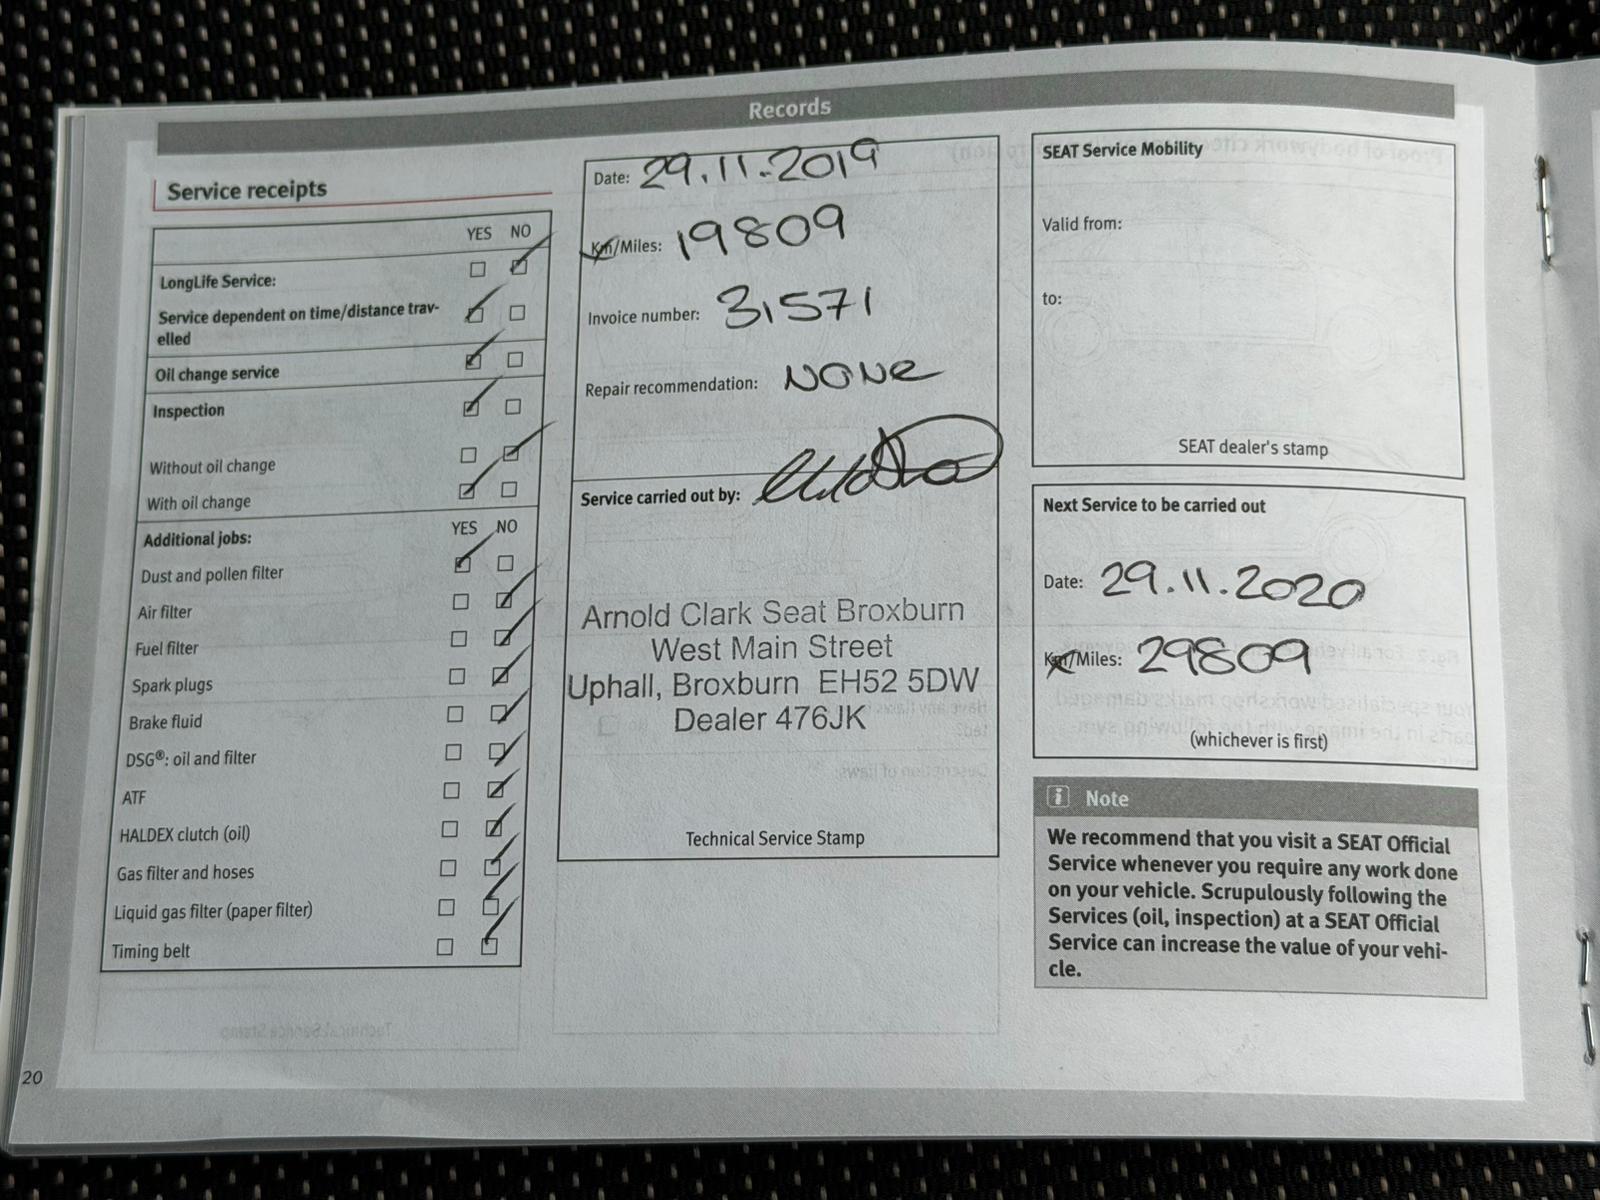 Records
Service receipts
YES NO
LongLife Service:
Service dependent on time/distance trav-
elled
Oil change service
Inspection
Without oil change
With oil change
Additional jobs: YES NO
Dust and pollen filter
Air filter
Fuel filter
Spark plugs
Brake fluid
DSG®: oil and filter
ATF
HALDEX clutch (oil)
Gas filter and hoses
Liquid gas filter (paper filter)
Timing belt
20
Date: 29.11.2019
Km/Miles: 19809
Invoice number: 31571
Repair recommendation: NONE
Service carried out by:
Arnold Clark Seat Broxburn
West Main Street
Uphall, Broxburn EH52 5DW
Dealer 476JK
Technical Service Stamp
SEAT Service Mobility
Valid from:
to:
SEAT dealer's stamp
Next Service to be carried out
Date: 29.11.2020
Km/Miles: 29809
(whichever is first)
i Note
We recommend that you visit a SEAT Official
Service whenever you require any work done
on your vehicle. Scrupulously following the
Services (oil, inspection) at a SEAT Official
Service can increase the value of your vehi-
cle.